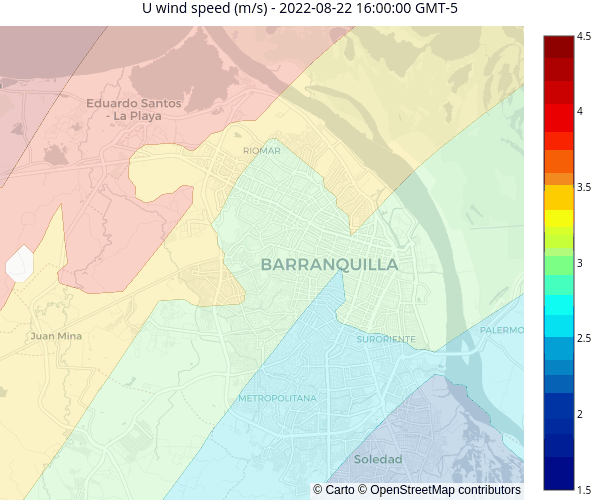 U wind speed (m/s) - 2022-08-22 16:00:00 GMT-5
4.5
Eduardo Santos
- La Playa
4
RIOMAR
3.5
BARRANQUILLA
3
Juan Mina
SURORIENTE
PALERMO
2.5
METROPOLITANA
2
Soledad
© Carto © OpenStreetMap contributors
1.5